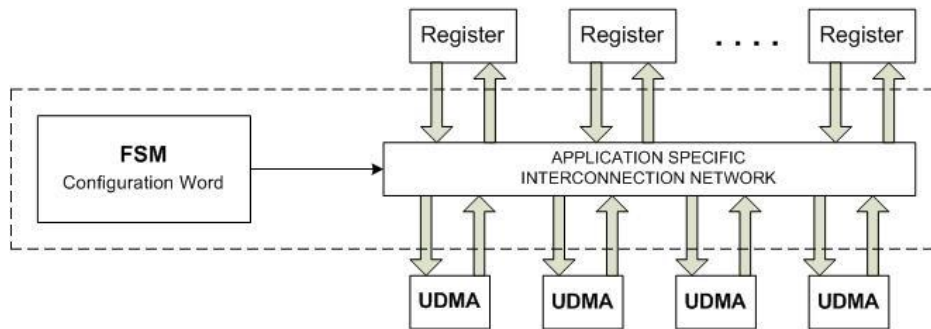 Register Register . . . . Register
FSM
Configuration Word
APPLICATION SPECIFIC
INTERCONNECTION NETWORK
UDMA UDMA UDMA UDMA